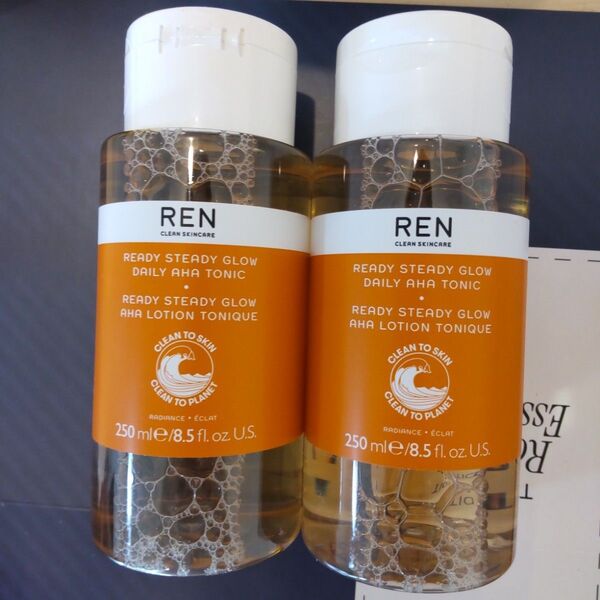 REN
CLEAN SKINCARE
READY STEADY GLOW
DAILY AHA TONIC
•
READY STEADY GLOW
AHA LOTION TONIQUE
CLEAN TO SKIN
CLEAN TO PLANET
RADIANCE • ÉCLAT
250 ml℮/8.5 fl. oz. U.S.
REN
CLEAN SKINCARE
READY STEADY GLOW
DAILY AHA TONIC
•
READY STEADY GLOW
AHA LOTION TONIQUE
CLEAN TO SKIN
CLEAN TO PLANET
RADIANCE • ÉCLAT
250 ml℮/8.5 fl. oz. U.S.